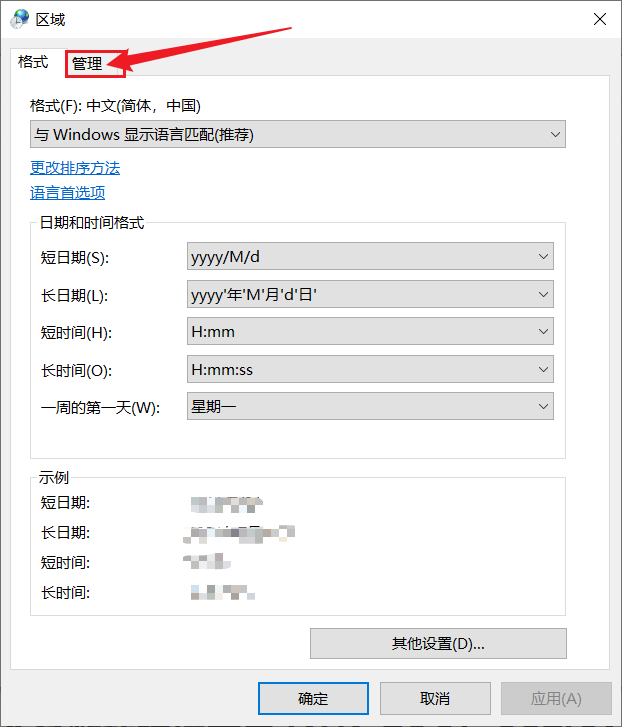 区域
格式 管理
格式(F): 中文(简体，中国)
与 Windows 显示语言匹配(推荐)
更改排序方法
语言首选项
日期和时间格式
短日期(S): yyyy/M/d
长日期(L): yyyy'年'M'月'd'日'
短时间(H): H:mm
长时间(O): H:mm:ss
一周的第一天(W): 星期一
示例
短日期:
长日期:
短时间:
长时间:
其他设置(D)...
确定 取消 应用(A)